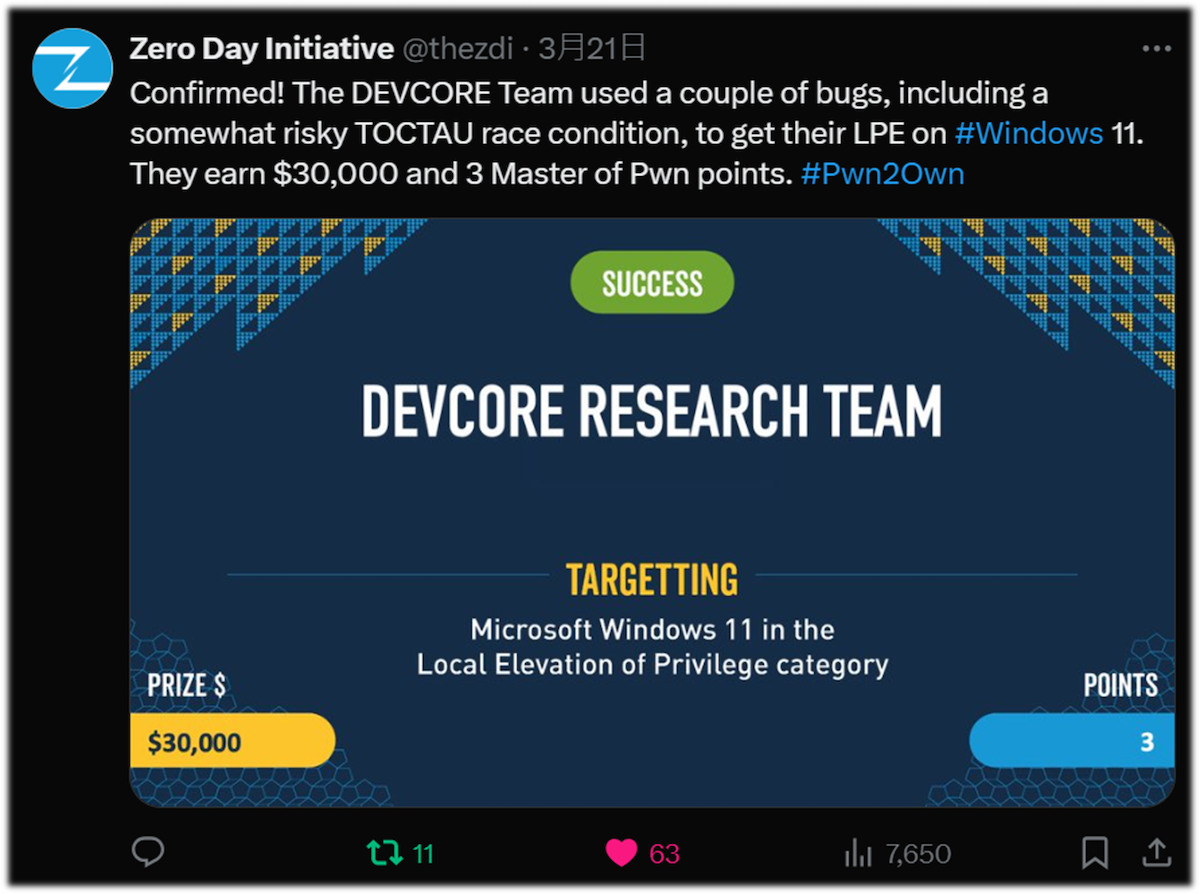 Zero Day Initiative @thezdi · 3月21日
Confirmed! The DEVCORE Team used a couple of bugs, including a
somewhat risky TOCTAU race condition, to get their LPE on #Windows 11.
They earn $30,000 and 3 Master of Pwn points. #Pwn2Own
SUCCESS
DEVCORE RESEARCH TEAM
TARGETTING
Microsoft Windows 11 in the
Local Elevation of Privilege category
PRIZE $
$30,000
POINTS
3
11
63
7,650